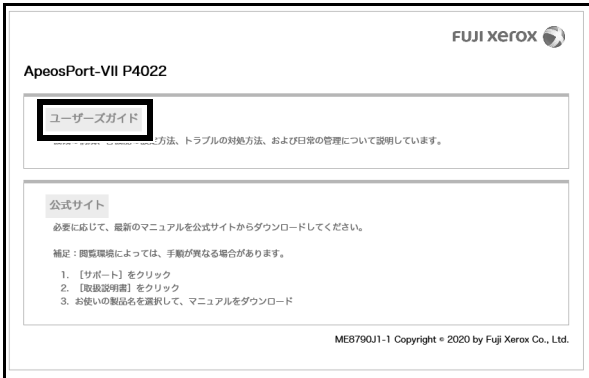 FUJI xerox
ApeosPort-VII P4022
ユーザーズガイド
定方法、トラブルの対処方法、および日常の管理について説明しています。
公式サイト
必要に応じて、最新のマニュアルを公式サイトからダウンロードしてください。
補足：閲覧環境によっては、手順が異なる場合があります。
1. ［サポート］をクリック
2. ［取扱説明書］をクリック
3. お使いの製品名を選択して、マニュアルをダウンロード
ME8790J1-1 Copyright © 2020 by Fuji Xerox Co., Ltd.